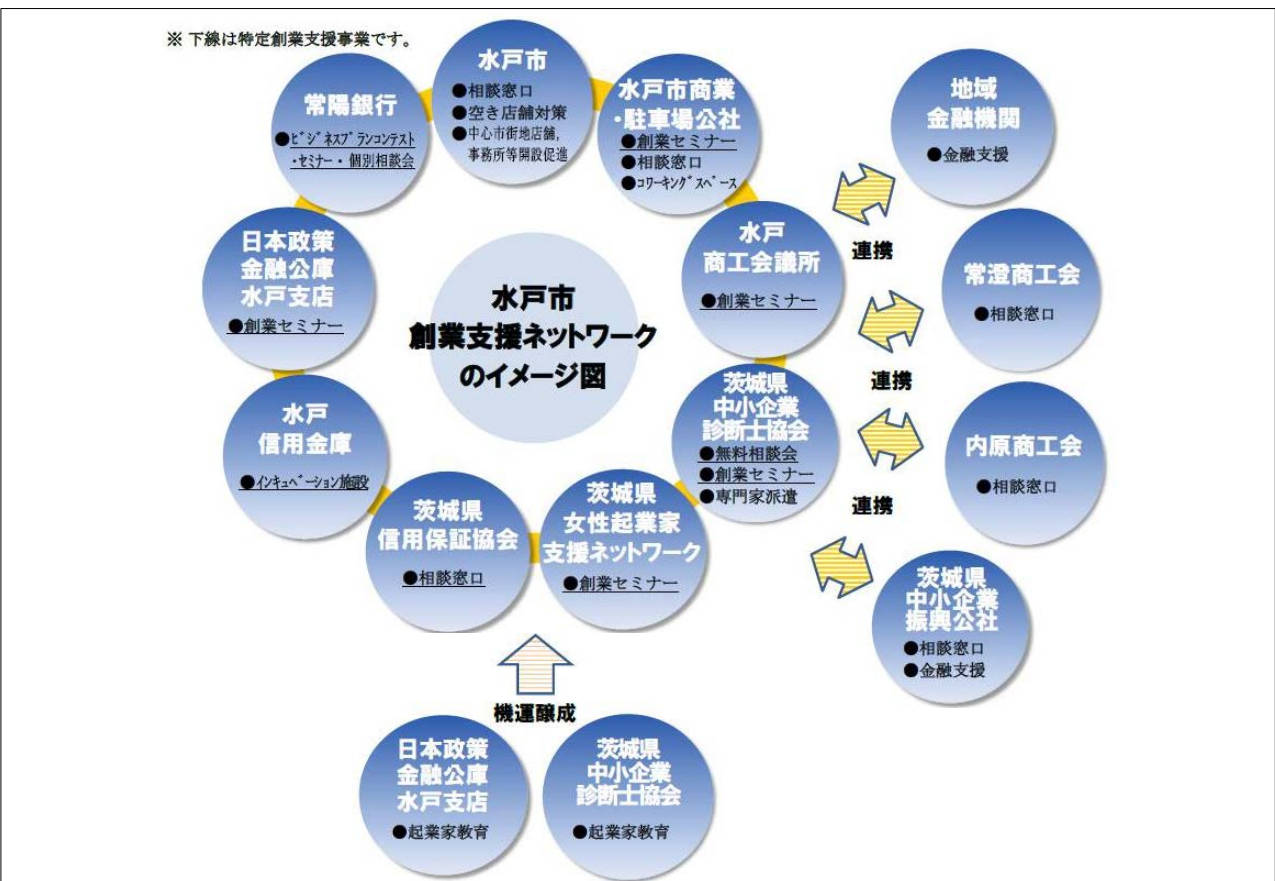 ※ 下線は特定創業支援事業です。
水戸市
●相談窓口
●空き店舗対策
●中心市街地店舗,
事務所等開設促進
水戸市商業
・駐車場公社
●創業セミナー
●相談窓口
●コワーキングスペース
水戸
商工会議所
●創業セミナー
茨城県
中小企業
診断士協会
●無料相談会
●創業セミナー
●専門家派遣
茨城県
女性起業家
支援ネットワーク
●創業セミナー
茨城県
信用保証協会
●相談窓口
水戸
信用金庫
●インキュベーション施設
日本政策
金融公庫
水戸支店
●創業セミナー
常陽銀行
●ビジネスプランコンテスト
・セミナー・個別相談会
水戸市
創業支援ネットワーク
のイメージ図
地域
金融機関
●金融支援
連携
常澄商工会
●相談窓口
連携
内原商工会
●相談窓口
連携
茨城県
中小企業
振興公社
●相談窓口
●金融支援
機運醸成
日本政策
金融公庫
水戸支店
●起業家教育
茨城県
中小企業
診断士協会
●起業家教育